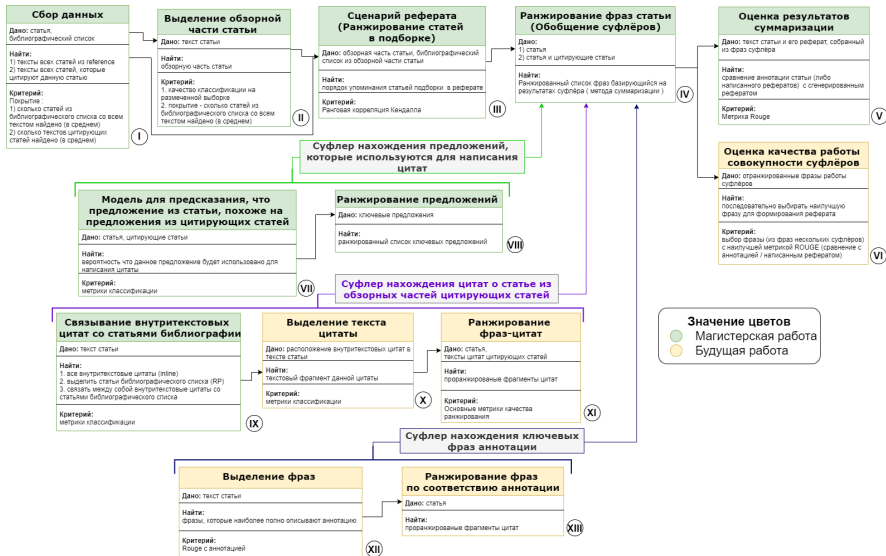 Сбор данных
Дано: статья,
библиографический список
Найти:
1) тексты всех статей из reference
2) тексты всех статей, которые
цитируют данную статью
Критерий:
Покрытие :
1) сколько статей из
библиографического списка со всем
текстом найдено (в среднем)
2) сколько текстов цитирующих
статей найдено (в среднем)
I
Выделение обзорной
части статьи
Дано: текст статьи
Найти:
обзорную часть статьи
Критерий:
1. качество классификации на
размеченной выборке
2. покрытие - сколько статей из
библиографического списка со всем
текстом найдено (в среднем)
II
Сценарий реферата
(Ранжирование статей
в подборке)
Дано: обзорная часть статьи, библиографический
список из обзорной части статьи
Найти:
порядок упоминания статьей подборки в реферате
Критерий:
Ранговая корреляция Кендалла
III
Ранжирование фраз статьи
(Обобщение суфлёров)
Дано:
1) статья
2) статья и цитирующие статьи
Найти:
Ранжированный список фраз базирующийся на
результатах суфлёра ( метода суммаризации )
IV
Оценка результатов
суммаризации
Дано: текст статьи и его реферат, собранный
из фраз суфлёра
Найти:
сравнение аннотации статьи (либо
написанного рефератов) с сгенерированным
рефератом
Критерий:
Метрика Rouge
V
Оценка качества работы
совокупности суфлёров
Дано: отранжированные фразы работы
суфлёров
Найти:
последовательно выбирать наилучшую
фразу для формирования реферата
Критерий:
выбор фразы (из фраз нескольких суфлёров)
с наилучшей метрикой ROUGE (сравнение с
аннотацией / написанным рефератом)
VI
Суфлер нахождения предложений,
которые используются для написания
цитат
Модель для предсказания, что
предложение из статьи, похоже на
предложения из цитирующих статей
Дано: статья, цитирующие статьи
Найти:
вероятность что данное предложение будет использовано для
написания цитаты
Критерий:
метрики классификации
VII
Ранжирование предложений
Дано: ключевые предложения
Найти:
ранжированный список ключевых предложений
VIII
Суфлер нахождения цитат о статье из
обзорных частей цитирующих статей
Связывание внутритекстовых
цитат со статьями библиографии
Дано: текст статьи
Найти:
1. все внутритекстовые цитаты (inline)
2. выделить статьи библиографического списка (RP)
3. связать между собой внутритекстовые цитаты со
статьями библиографического списка
Критерий:
метрики классификации
IX
Выделение текста
цитаты
Дано: расположение внутритекстовых цитат в
тексте статьи
Найти:
текстовый фрагмент данной цитаты
Критерий:
метрики классификации
X
Ранжирование
фраз-цитат
Дано: статья,
тексты цитат цитирующих статей
Найти:
проранжированные фрагменты цитат
Критерий:
Основные метрики качества
ранжирования
XI
Значение цветов
Магистерская работа
Будущая работа
Суфлер нахождения ключевых
фраз аннотации
Выделение фраз
Дано: текст статьи
Найти:
фразы, которые наиболее полно описывают аннотацию
Критерий:
Rouge с аннотацией
XII
Ранжирование фраз
по соответствию аннотации
Дано: статья
Найти:
проранжированые фрагменты цитат
XIII